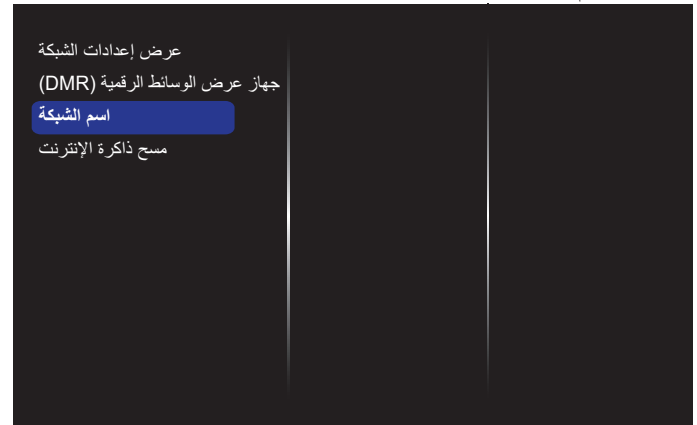 عرض إعدادات الشبكة
جهاز عرض الوسائط الرقمية (DMR)
اسم الشبكة
مسح ذاكرة الإنترنت